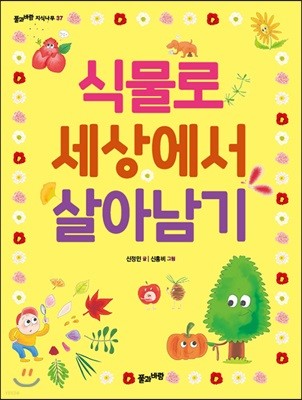 풀과바람 지식나무 37
식물로
세상에서
살아남기
신정민 글 | 신홍비 그림
풀과바람